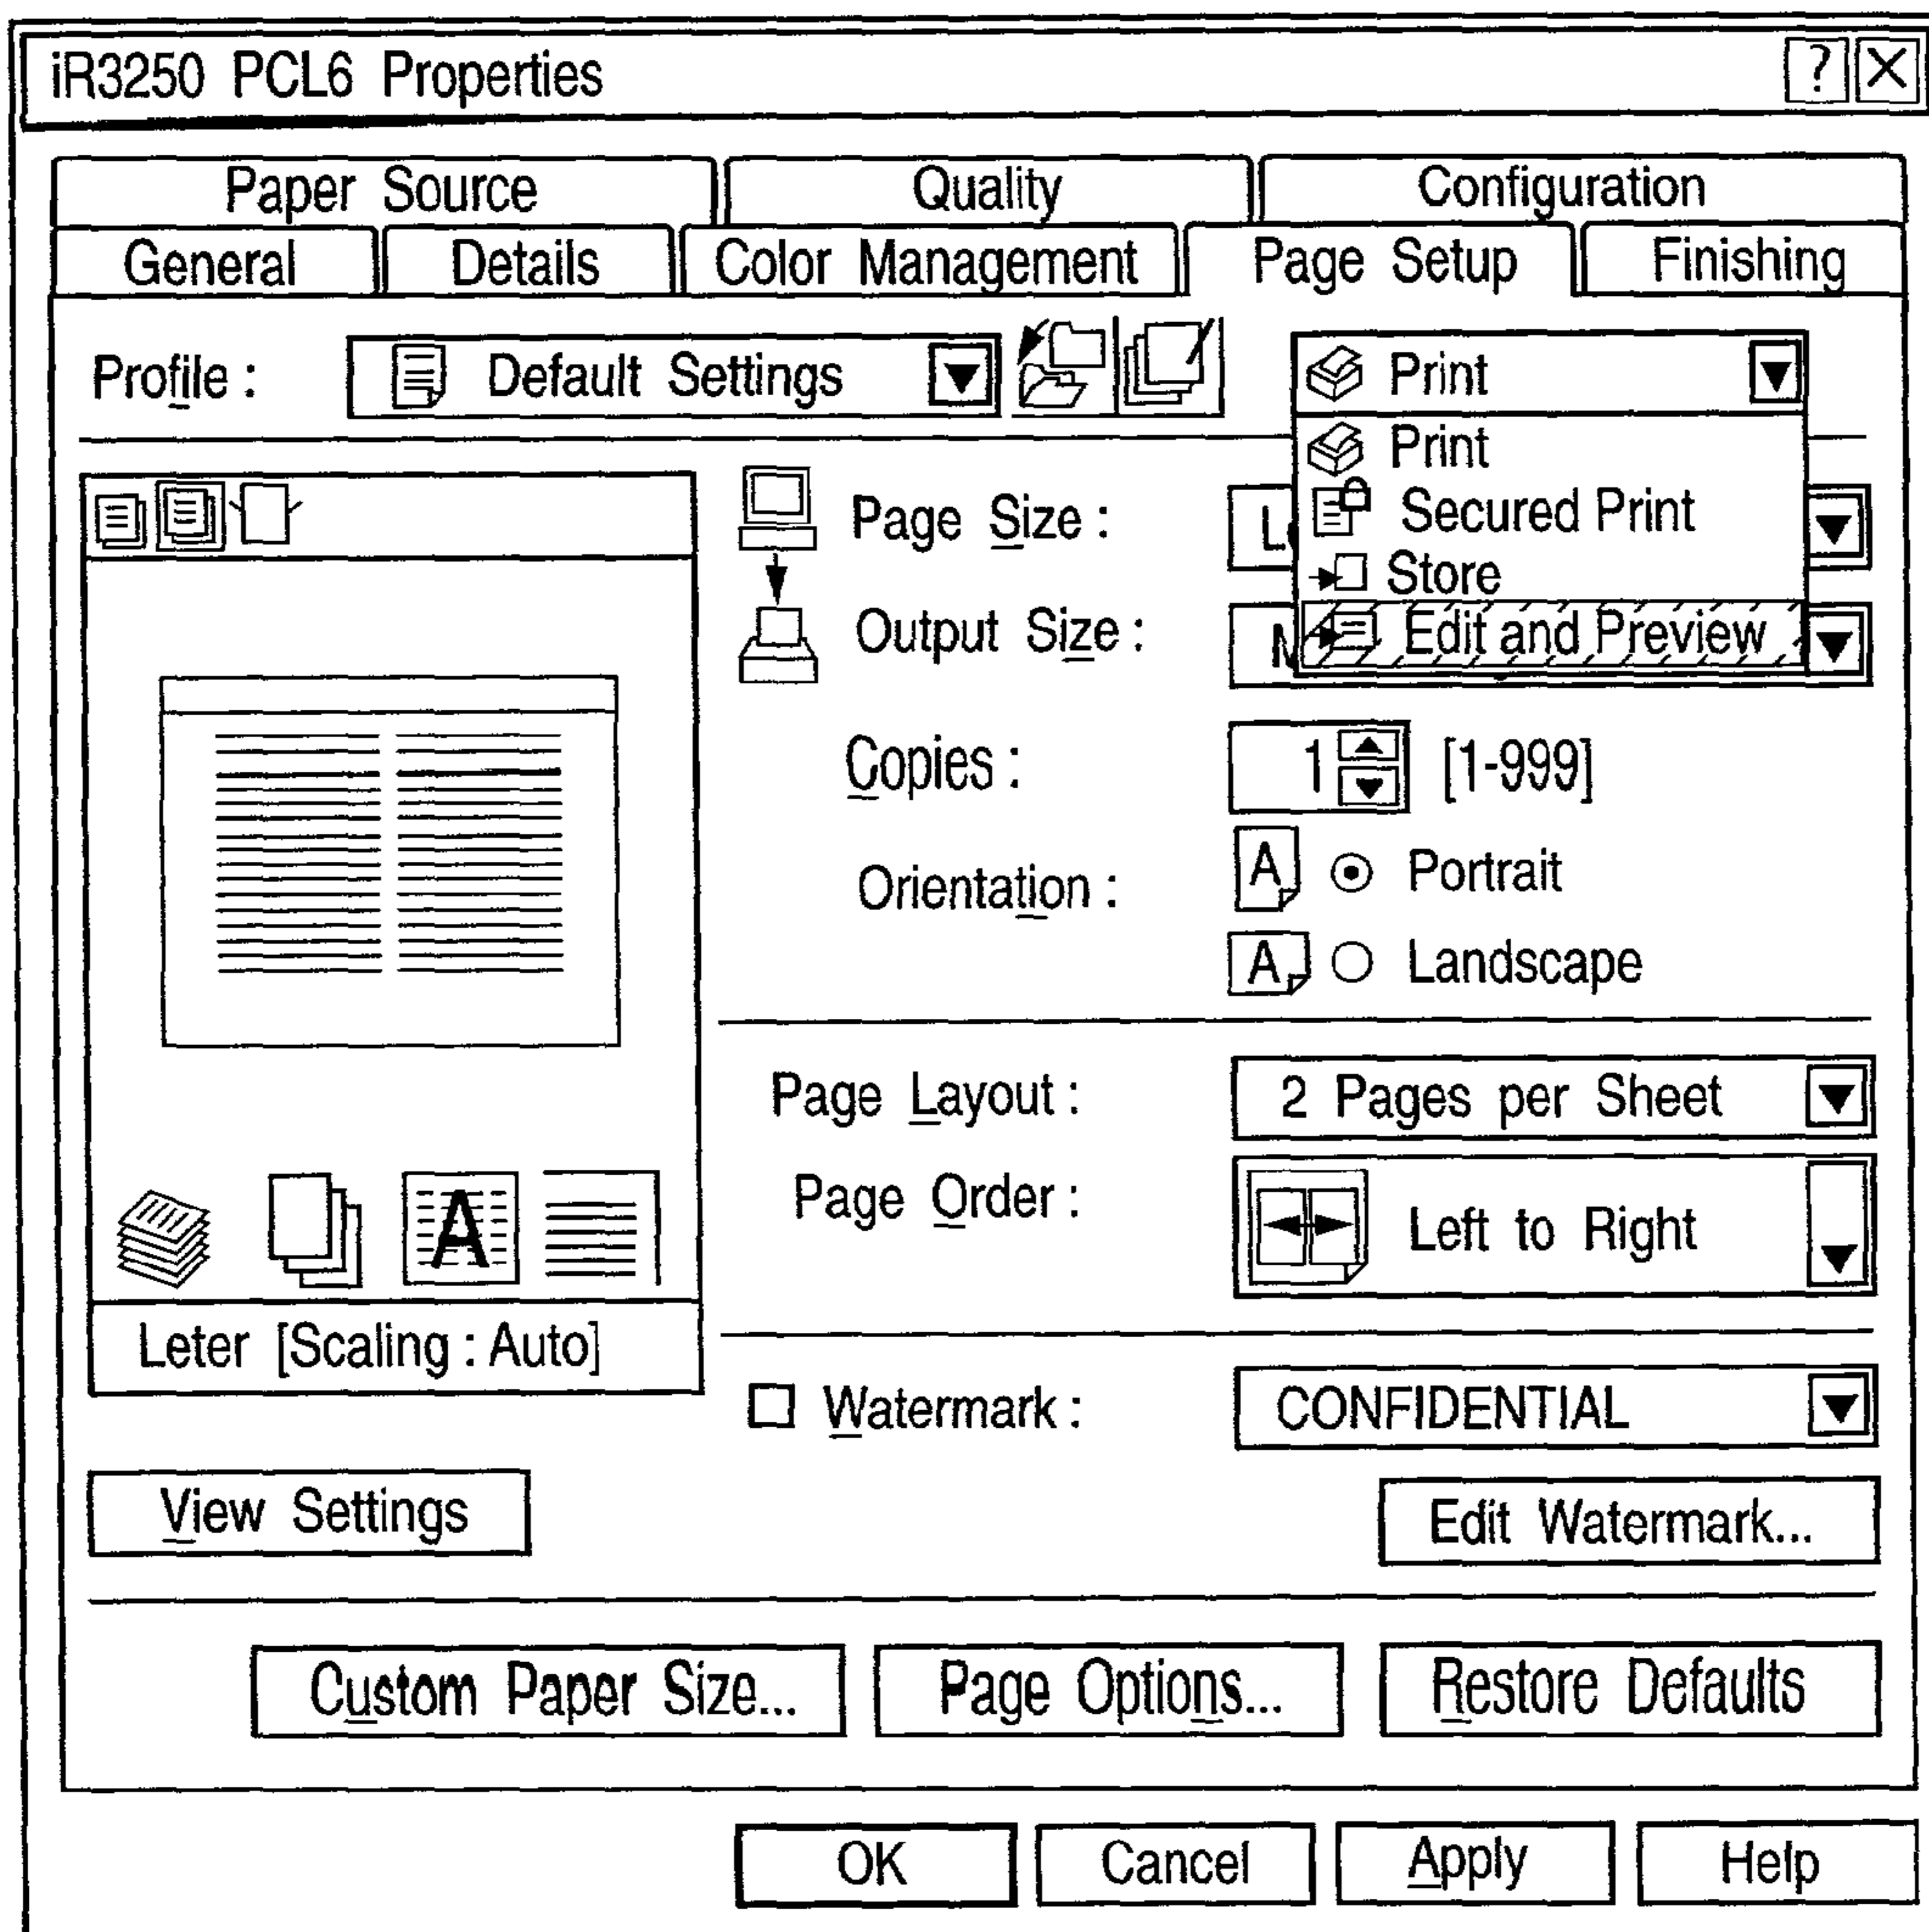 iR3250 PCL6 Properties ? X
Paper Source Quality Configuration
General Details Color Management Page Setup Finishing
Profile : Default Settings Print
Print
Secured Print
Store
Edit and Preview
Page Size :
Output Size :
Copies : 1 [1-999]
Orientation : A Portrait
A Landscape
Page Layout : 2 Pages per Sheet
Page Order : Left to Right
A
Leter [Scaling : Auto]
Watermark : CONFIDENTIAL
View Settings Edit Watermark...
Custom Paper Size... Page Options... Restore Defaults
OK Cancel Apply Help